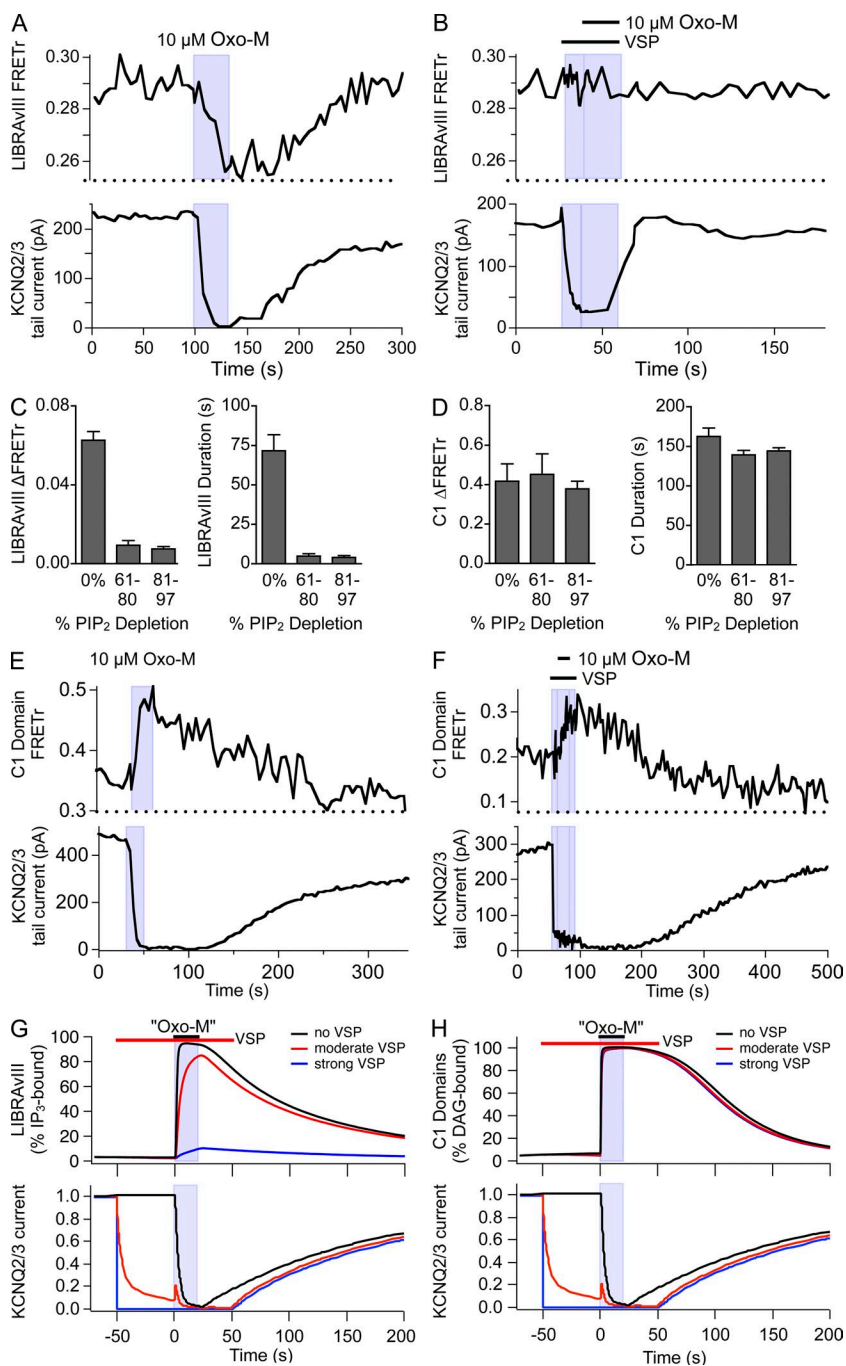 A
10 µM Oxo-M
LIBRAvIII FRETr
0.30
0.28
0.26
KCNQ2/3
tail current (pA)
200
100
0
0 50 100 150 200 250 300
Time (s)
B
10 µM Oxo-M
VSP
LIBRAvIII FRETr
0.30
0.28
0.26
KCNQ2/3
tail current (pA)
200
100
0
0 50 100 150
Time (s)
C
LIBRAvIII ΔFRETr
0.08
0.04
0.00
0% 61- 81-
80 97
% PIP2 Depletion
LIBRAvIII Duration (s)
100
75
50
25
0
0% 61- 81-
80 97
% PIP2 Depletion
D
C1 ΔFRETr
0.8
0.6
0.4
0.2
0.0
0% 61- 81-
80 97
% PIP2 Depletion
C1 Duration (s)
200
150
100
50
0
0% 61- 81-
80 97
% PIP2 Depletion
E
10 µM Oxo-M
C1 Domain
FRETr
0.5
0.4
0.3
KCNQ2/3
tail current (pA)
400
200
0
0 100 200 300
Time (s)
F
10 µM Oxo-M
VSP
C1 Domain
FRETr
0.3
0.2
0.1
KCNQ2/3
tail current (pA)
300
200
100
0
0 100 200 300 400 500
Time (s)
G
"Oxo-M"
VSP
no VSP
moderate VSP
strong VSP
LIBRAvIII
(% IP3-bound)
100
80
60
40
20
0
KCNQ2/3 current
1.0
0.8
0.6
0.4
0.2
0.0
-50 0 50 100 150 200
Time (s)
H
"Oxo-M"
VSP
no VSP
moderate VSP
strong VSP
C1 Domains
(% DAG-bound)
100
80
60
40
20
0
KCNQ2/3 current
1.0
0.8
0.6
0.4
0.2
0.0
-50 0 50 100 150 200
Time (s)